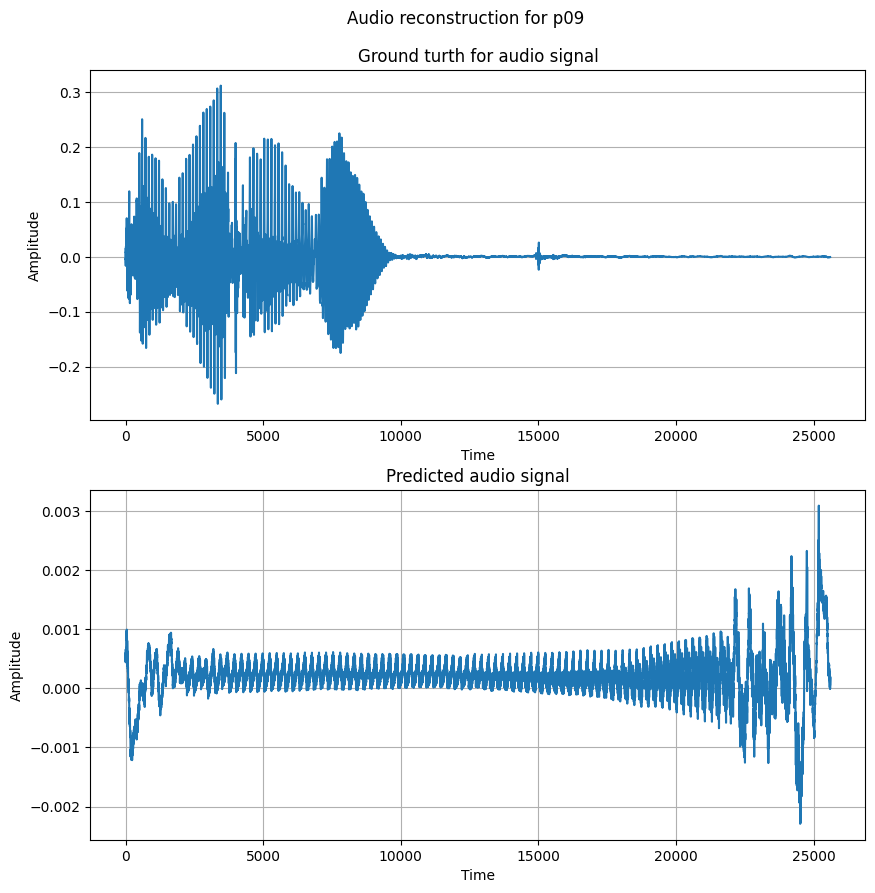 Audio reconstruction for p09
Ground turth for audio signal
0.3
0.2
0.1
0.0
−0.1
−0.2
Amplitude
0 5000 10000 15000 20000 25000
Time
Predicted audio signal
0.003
0.002
0.001
0.000
−0.001
−0.002
Amplitude
0 5000 10000 15000 20000 25000
Time